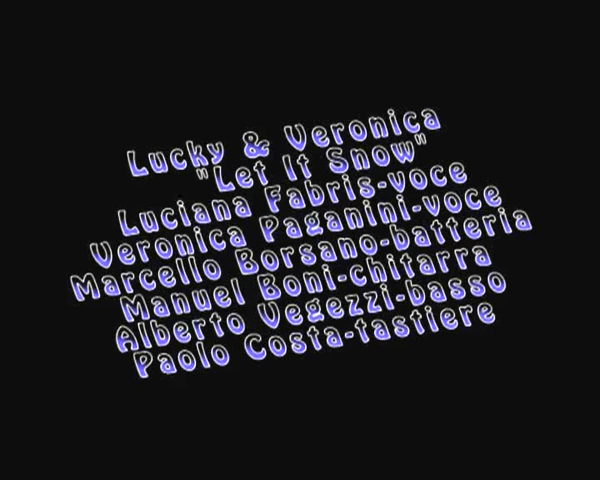 Lucky & Veronica
"Let It Snow"
Luciana Fabris-voce
Veronica Paganini-voce
Marcello Borsano-batteria
Manuel Boni-chitarra
Alberto Vegezzi-basso
Paolo Costa-tastiere